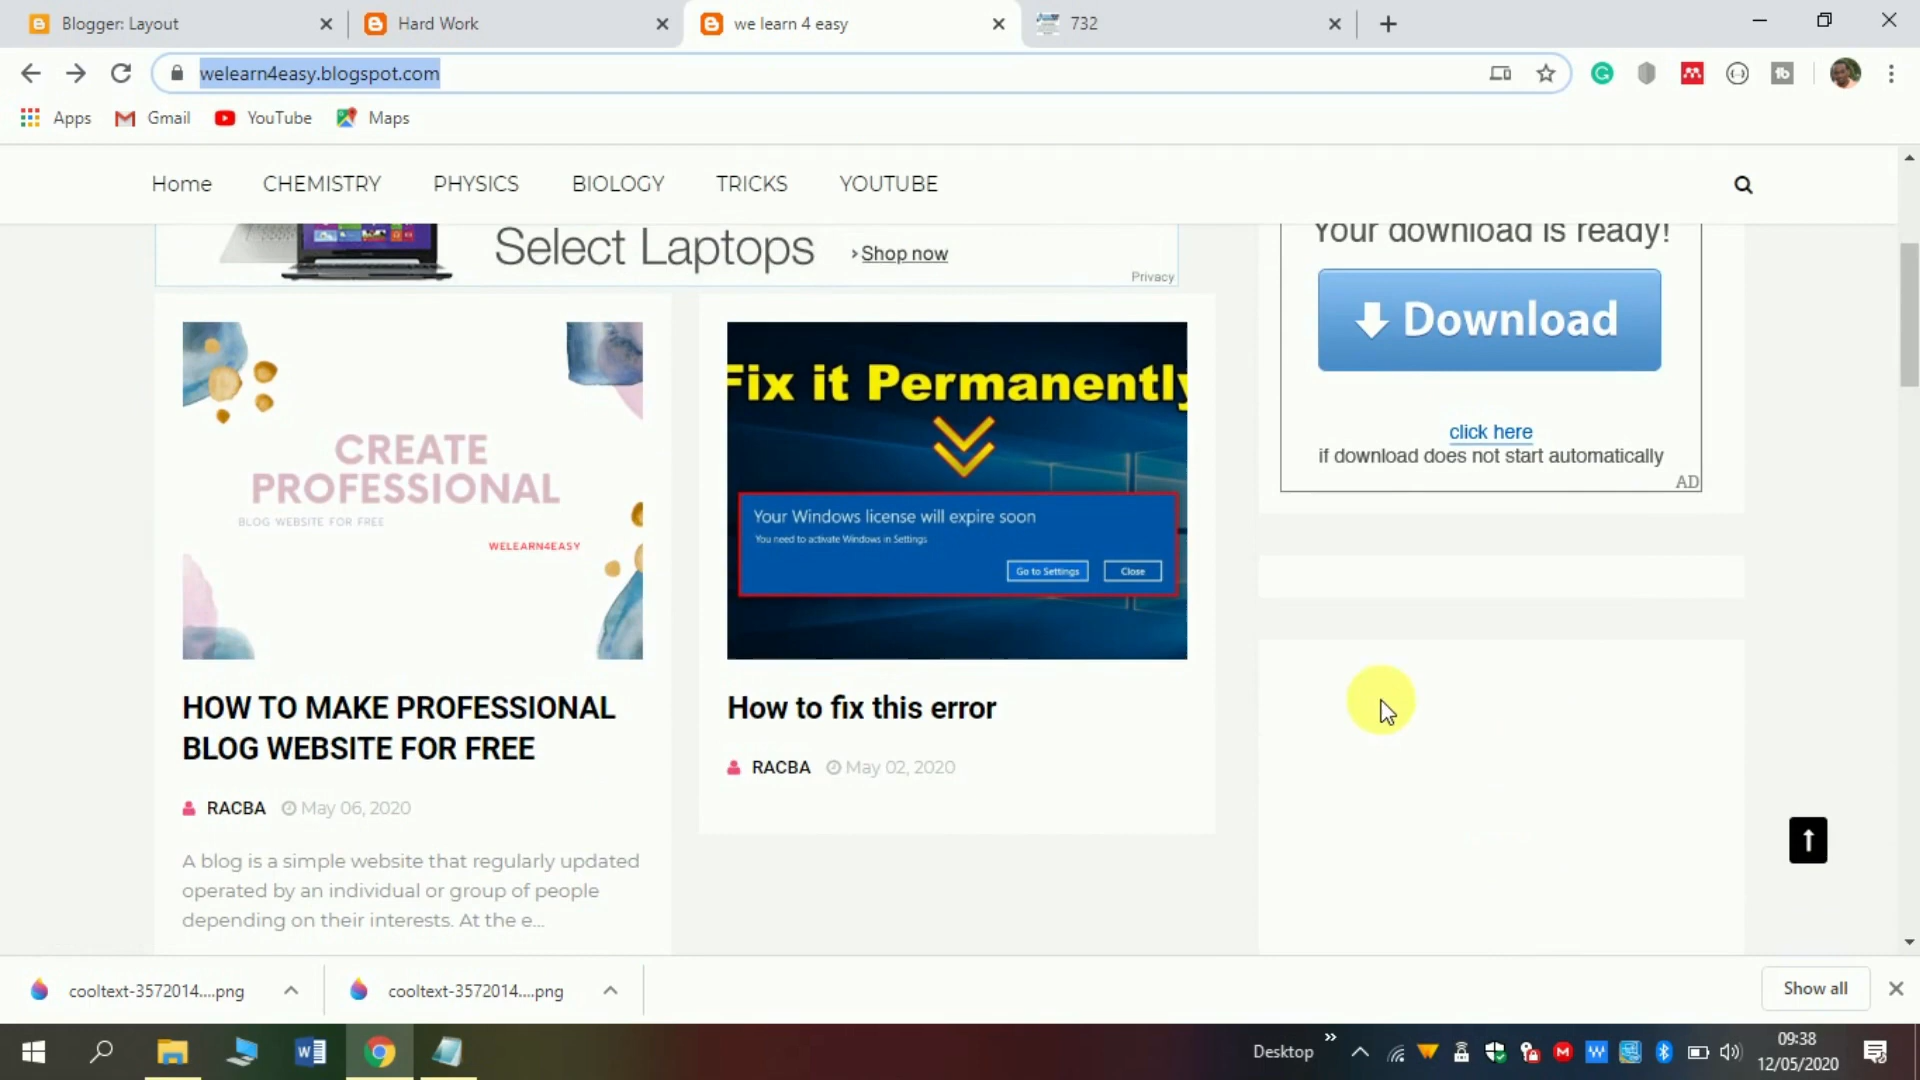 Blogger: Layout
Hard Work
we learn 4 easy
732
welearn4easy.blogspot.com
Apps
Gmail
YouTube
Maps
Home
CHEMISTRY
PHYSICS
BIOLOGY
TRICKS
YOUTUBE
Select Laptops
› Shop now
Privacy
Your download is ready!
Download
click here
if download does not start automatically
AD
CREATE
PROFESSIONAL
BLOG WEBSITE FOR FREE
WELEARN4EASY
Fix it Permanently
Your Windows license will expire soon
You need to activate Windows in Settings
Go to Settings
Close
HOW TO MAKE PROFESSIONAL
BLOG WEBSITE FOR FREE
RACBA
May 06, 2020
A blog is a simple website that regularly updated
operated by an individual or group of people
depending on their interests. At the e...
How to fix this error
RACBA
May 02, 2020
cooltext-3572014....png
cooltext-3572014....png
Show all
Desktop
09:38
12/05/2020